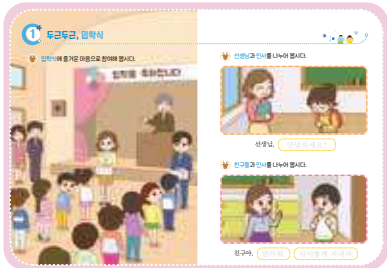 1 두근두근, 입학식
입학식에 즐거운 마음으로 참여해 봅시다.
입학을 축하합니다
선생님과 인사를 나누어 봅시다.
선생님, 안녕하세요?
친구들과 인사를 나누어 봅시다.
친구야, 반가워 사이좋게 지내자